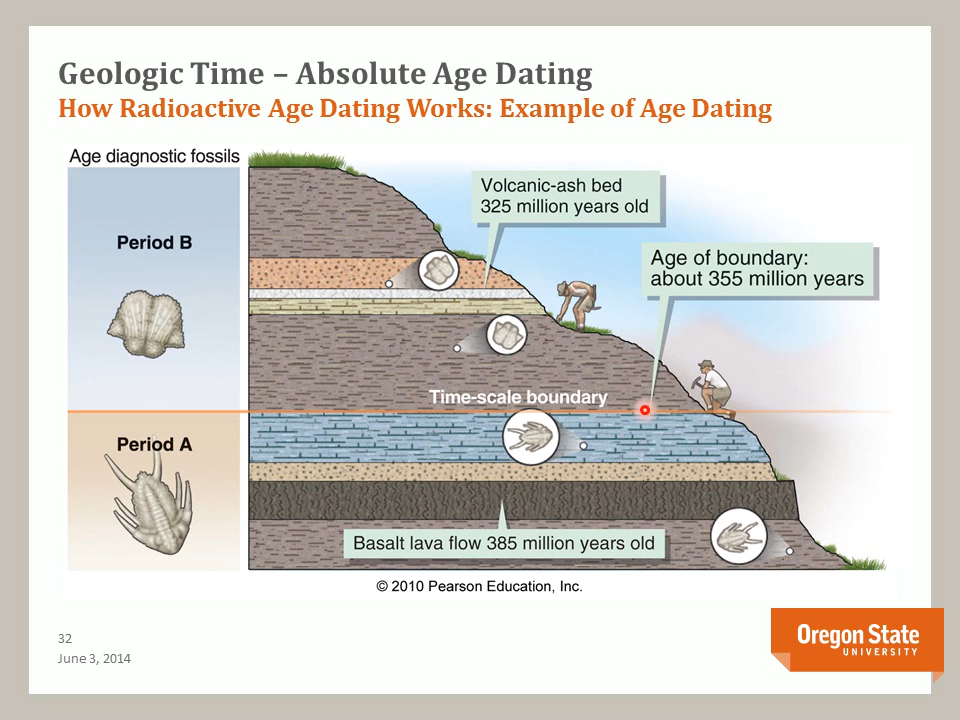 Geologic Time – Absolute Age Dating
How Radioactive Age Dating Works: Example of Age Dating
Age diagnostic fossils
Period B
Period A
Volcanic-ash bed
325 million years old
Age of boundary:
about 355 million years
Time-scale boundary
Basalt lava flow 385 million years old
© 2010 Pearson Education, Inc.
32
June 3, 2014
Oregon State
UNIVERSITY